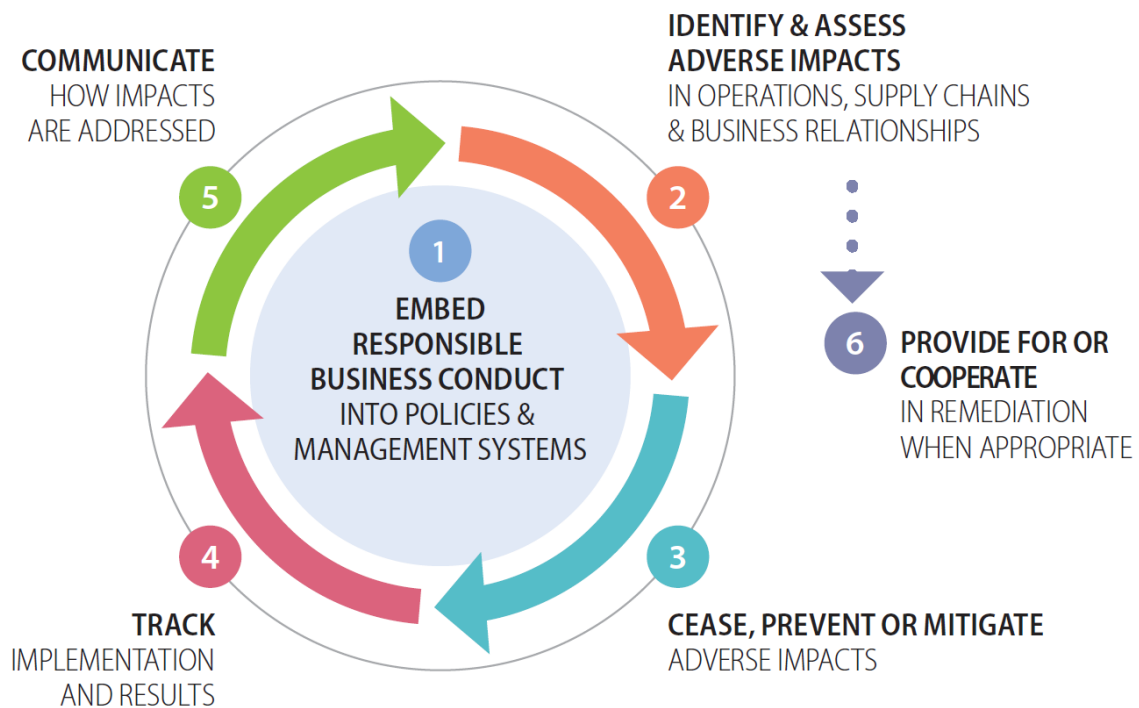 1
EMBED
RESPONSIBLE
BUSINESS CONDUCT
INTO POLICIES &
MANAGEMENT SYSTEMS
2
IDENTIFY & ASSESS
ADVERSE IMPACTS
IN OPERATIONS, SUPPLY CHAINS
& BUSINESS RELATIONSHIPS
3
CEASE, PREVENT OR MITIGATE
ADVERSE IMPACTS
4
TRACK
IMPLEMENTATION
AND RESULTS
5
COMMUNICATE
HOW IMPACTS
ARE ADDRESSED
6
PROVIDE FOR OR
COOPERATE
IN REMEDIATION
WHEN APPROPRIATE